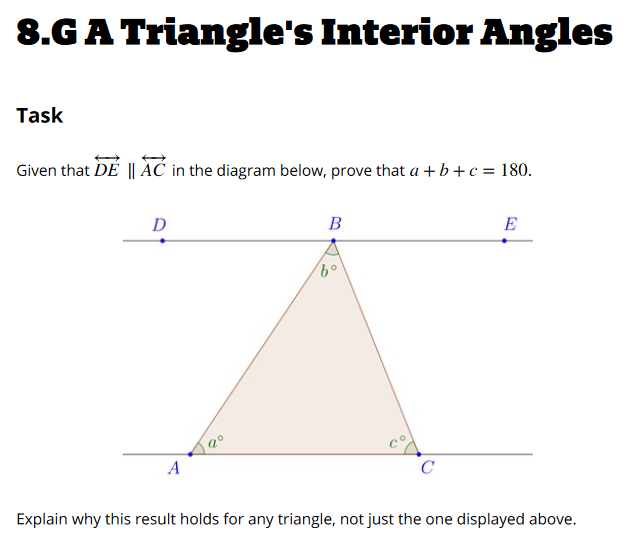 8.G A Triangle's Interior Angles
Task
Given that DE ∥ AC in the diagram below, prove that a + b + c = 180.
D B E
b°
a° c°
A C
Explain why this result holds for any triangle, not just the one displayed above.